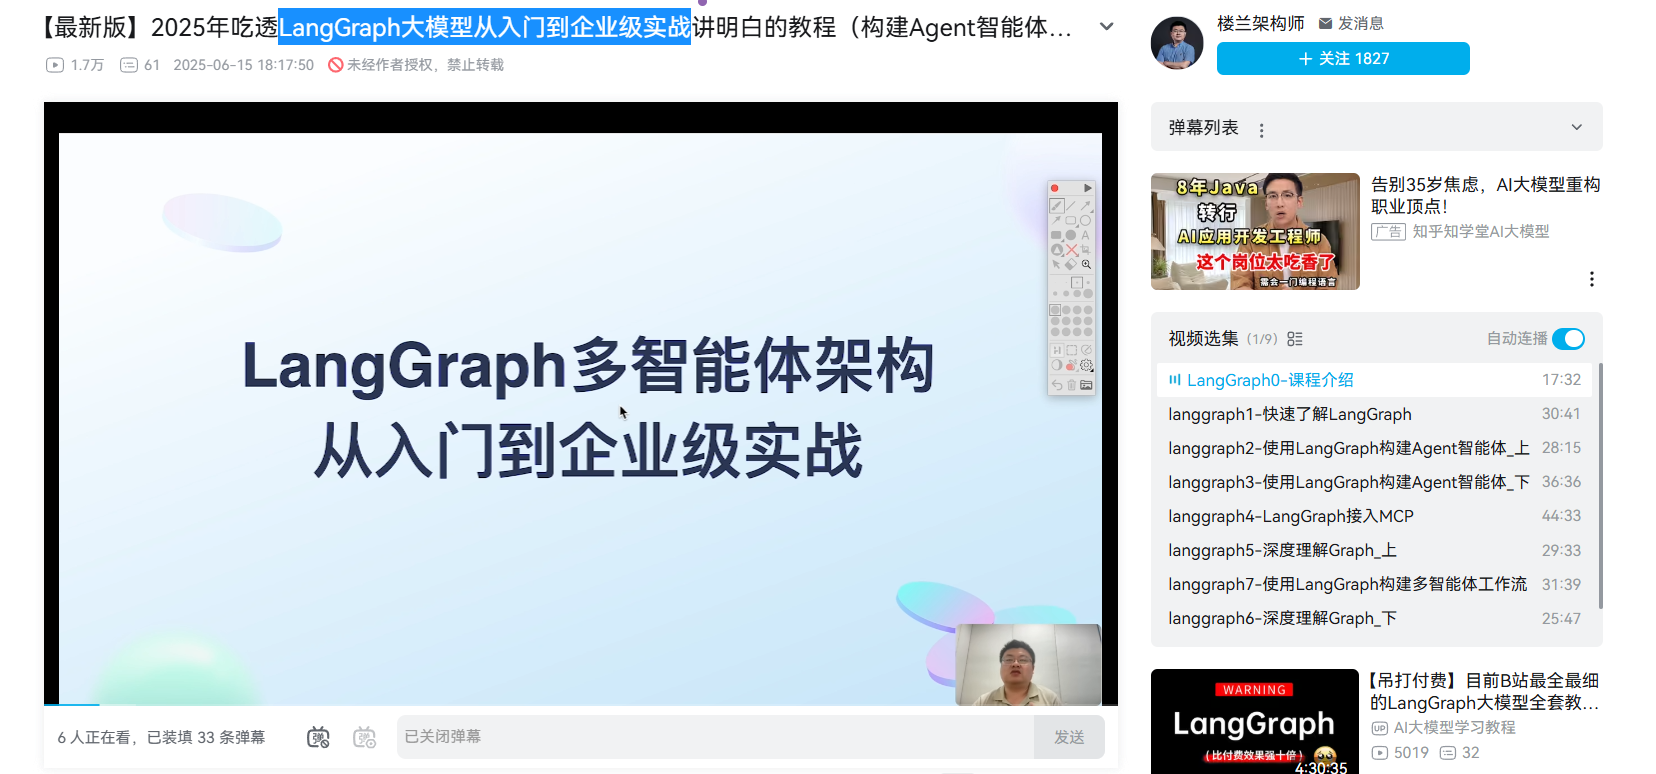 【最新版】2025年吃透LangGraph大模型从入门到企业级实战讲明白的教程（构建Agent智能体...
1.7万 61 2025-06-15 18:17:50 未经作者授权，禁止转载
LangGraph多智能体架构
从入门到企业级实战
6 人正在看，已装填 33 条弹幕
已关闭弹幕
发送
楼兰架构师 发消息
+ 关注 1827
弹幕列表
8年Java
转行
AI应用开发工程师
这个岗位太吃香了
需会一门编程语言
告别35岁焦虑，AI大模型重构
职业顶点！
广告 知乎知学堂AI大模型
视频选集 (1/9) 自动连播
LangGraph0-课程介绍 17:32
langgraph1-快速了解LangGraph 30:41
langgraph2-使用LangGraph构建Agent智能体_上 28:15
langgraph3-使用LangGraph构建Agent智能体_下 36:36
langgraph4-LangGraph接入MCP 44:33
langgraph5-深度理解Graph_上 29:33
langgraph7-使用LangGraph构建多智能体工作流 31:39
langgraph6-深度理解Graph_下 25:47
WARNING
LangGraph
（比付费效果强十倍）
4:30:35
【吊打付费】目前B站最全最细
的LangGraph大模型全套教...
UP AI大模型学习教程
5019 32